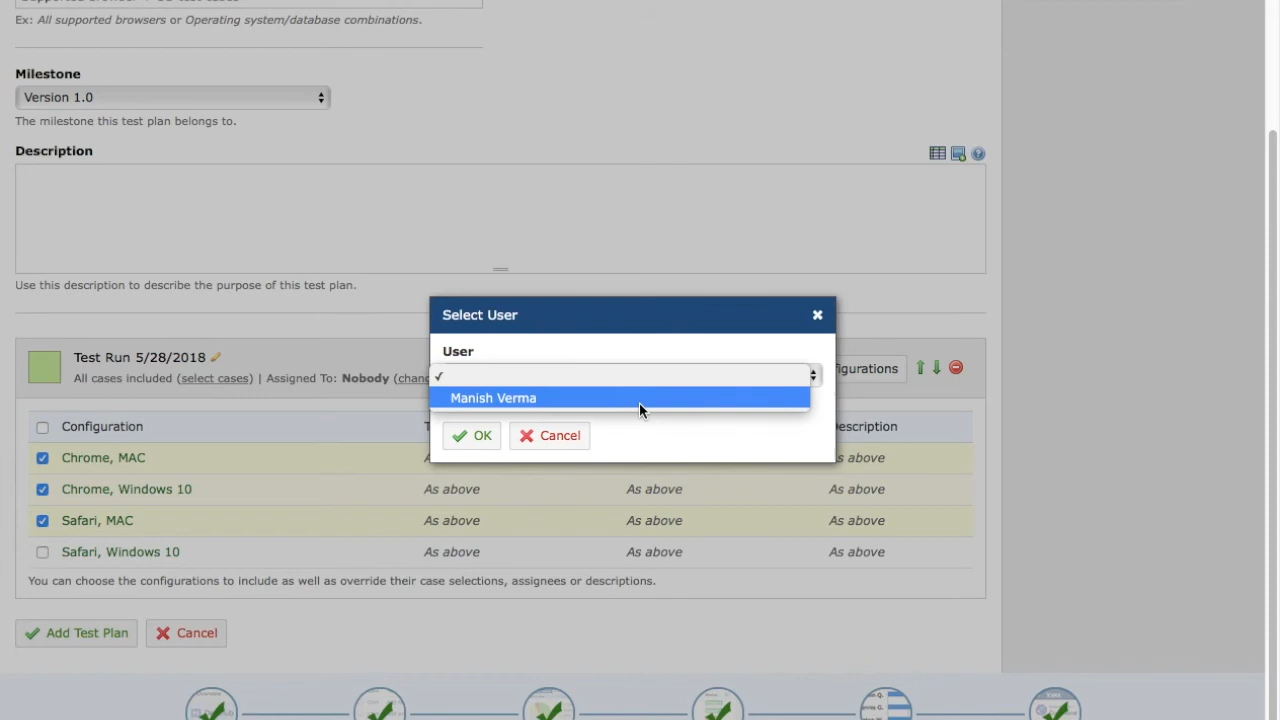 Ex: All supported browsers or Operating system/database combinations.
Milestone
Version 1.0
The milestone this test plan belongs to.
Description
Use this description to describe the purpose of this test plan.
Select User
User
Manish Verma
OK Cancel
Test Run 5/28/2018
All cases included (select cases) | Assigned To: Nobody
Configuration
Chrome, MAC
Chrome, Windows 10 As above As above As above
Safari, MAC As above As above As above
Safari, Windows 10 As above As above As above
You can choose the configurations to include as well as override their case selections, assignees or descriptions.
Add Test Plan Cancel